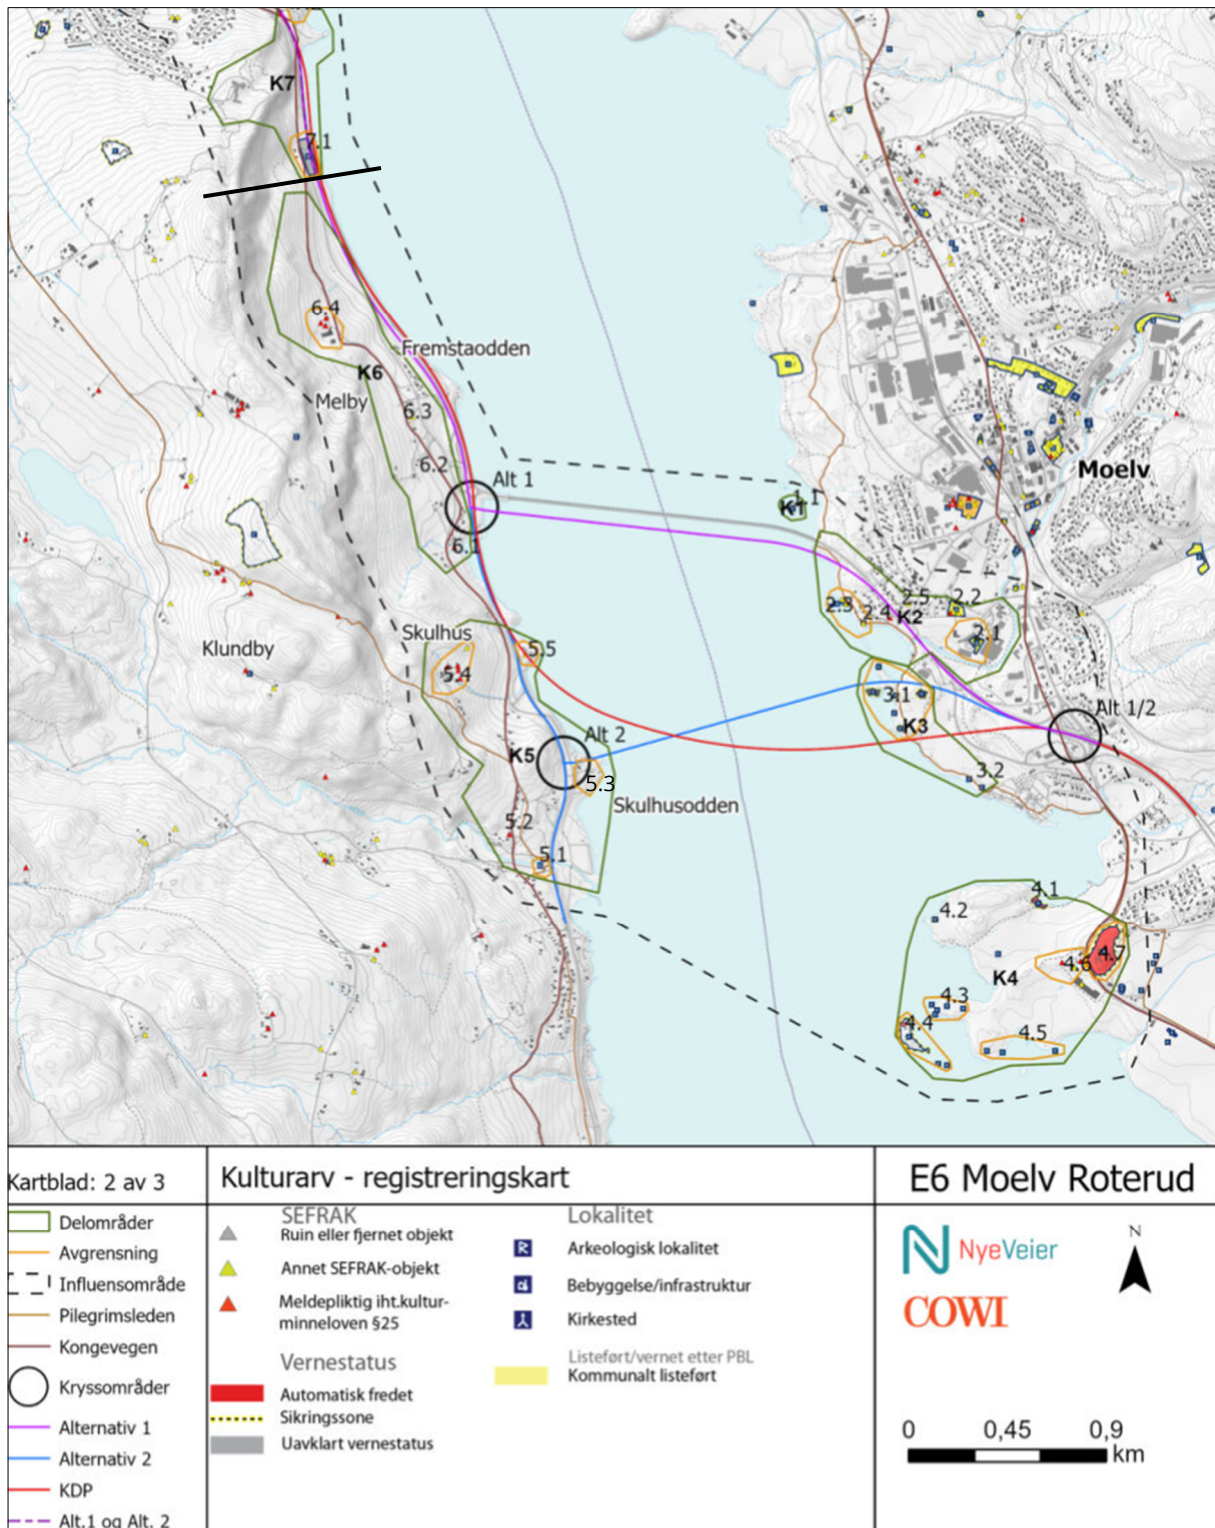 K7
7.1
6.4
Fremstaodden
K6
Melby
6.3
6.2
Alt 1
6.1
1.1
K1
Moelv
2.3
2.4
2.5
2.2
K2
2.1
Skulhus
Klundby
5.5
5.4
3.1
K3
Alt 1/2
Alt 2
K5
5.3
3.2
Skulhusodden
5.2
5.1
4.1
4.2
4.7
4.6
K4
4.3
4.4
4.5
Kartblad: 2 av 3
Kulturarv - registreringskart
E6 Moelv Roterud
Delområder
Avgrensning
Influensområde
Pilegrimsleden
Kongevegen
Kryssområder
Alternativ 1
Alternativ 2
KDP
Alt.1 og Alt. 2
SEFRAK
Ruin eller fjernet objekt
Annet SEFRAK-objekt
Meldepliktig iht.kultur-
minneloven §25
Vernestatus
Automatisk fredet
Sikringssone
Uavklart vernestatus
Lokalitet
R Arkeologisk lokalitet
Bebyggelse/infrastruktur
Kirkested
Listeført/vernet etter PBL
Kommunalt listeført
N NyeVeier
COWI
N
0 0,45 0,9
km